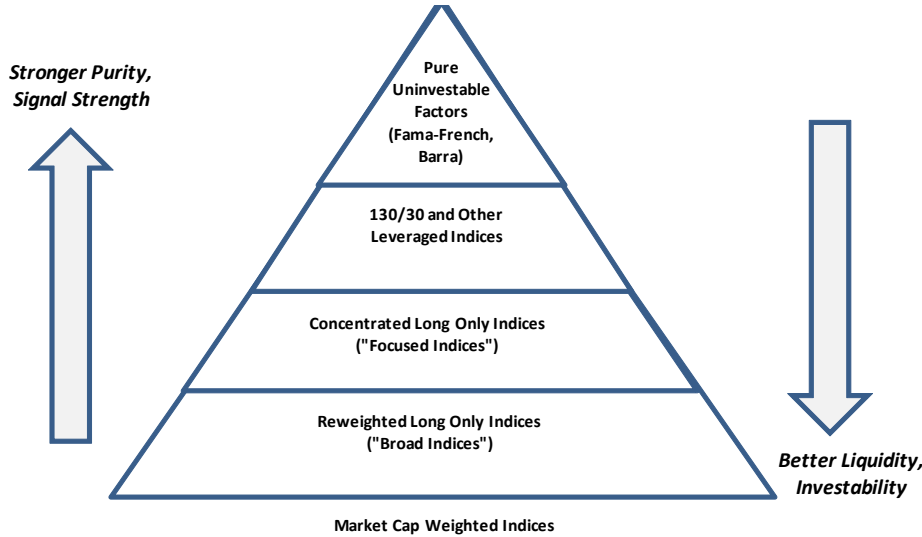 Stronger Purity,
Signal Strength
Pure
Uninvestable
Factors
(Fama-French,
Barra)
130/30 and Other
Leveraged Indices
Concentrated Long Only Indices
("Focused Indices")
Reweighted Long Only Indices
("Broad Indices")
Better Liquidity,
Investability
Market Cap Weighted Indices